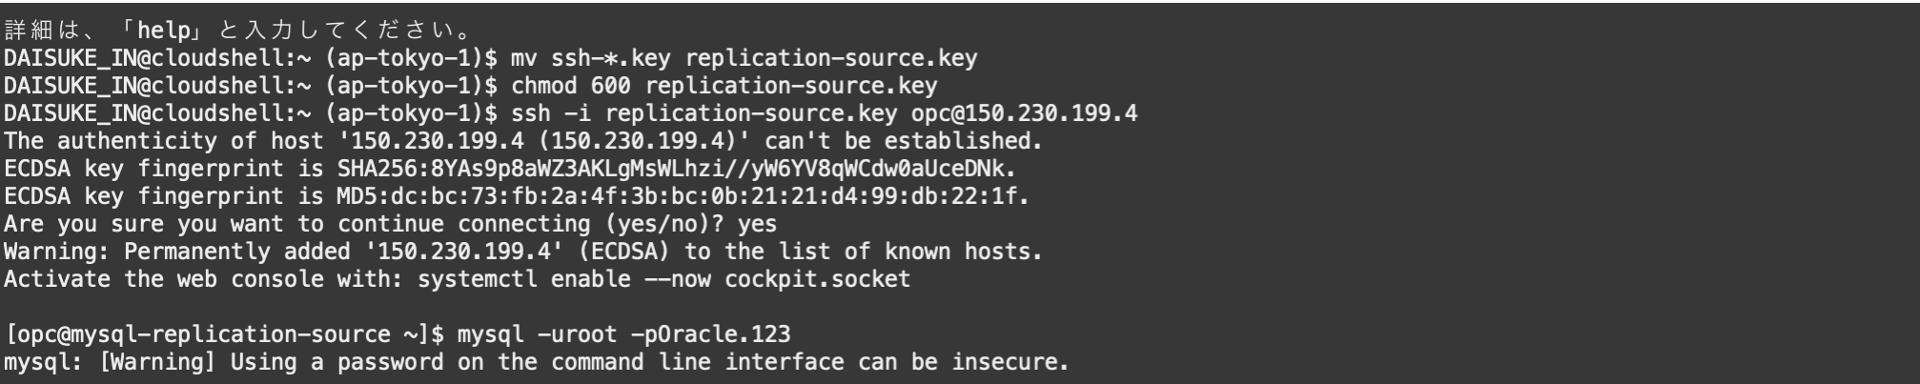 詳細は、「help」と入力してください。
DAISUKE_IN@cloudshell:~ (ap-tokyo-1)$ mv ssh-*.key replication-source.key
DAISUKE_IN@cloudshell:~ (ap-tokyo-1)$ chmod 600 replication-source.key
DAISUKE_IN@cloudshell:~ (ap-tokyo-1)$ ssh -i replication-source.key opc@150.230.199.4
The authenticity of host '150.230.199.4 (150.230.199.4)' can't be established.
ECDSA key fingerprint is SHA256:8YAs9p8aWZ3AKLgMsWLhzi//yW6YV8qWCdw0aUceDNk.
ECDSA key fingerprint is MD5:dc:bc:73:fb:2a:4f:3b:bc:0b:21:21:d4:99:db:22:1f.
Are you sure you want to continue connecting (yes/no)? yes
Warning: Permanently added '150.230.199.4' (ECDSA) to the list of known hosts.
Activate the web console with: systemctl enable --now cockpit.socket
[opc@mysql-replication-source ~]$ mysql -uroot -pOracle.123
mysql: [Warning] Using a password on the command line interface can be insecure.